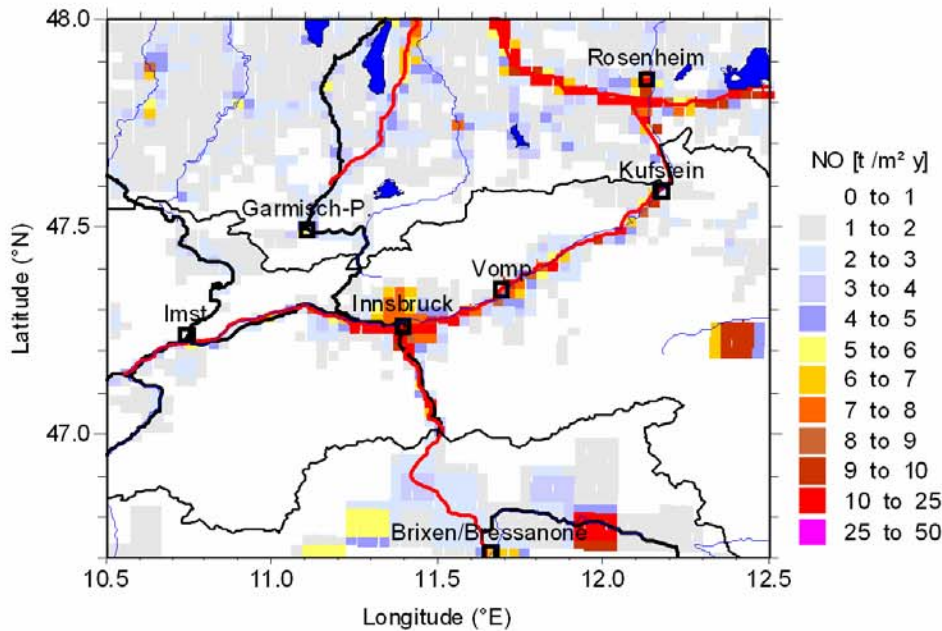 48.0
47.5
47.0
Latitude (°N)
Rosenheim
Kufstein
Garmisch-P
Vomp
Innsbruck
Imst
Brixen/Bressanone
10.5 11.0 11.5 12.0 12.5
Longitude (°E)
NO [t /m² y]
0 to 1
1 to 2
2 to 3
3 to 4
4 to 5
5 to 6
6 to 7
7 to 8
8 to 9
9 to 10
10 to 25
25 to 50